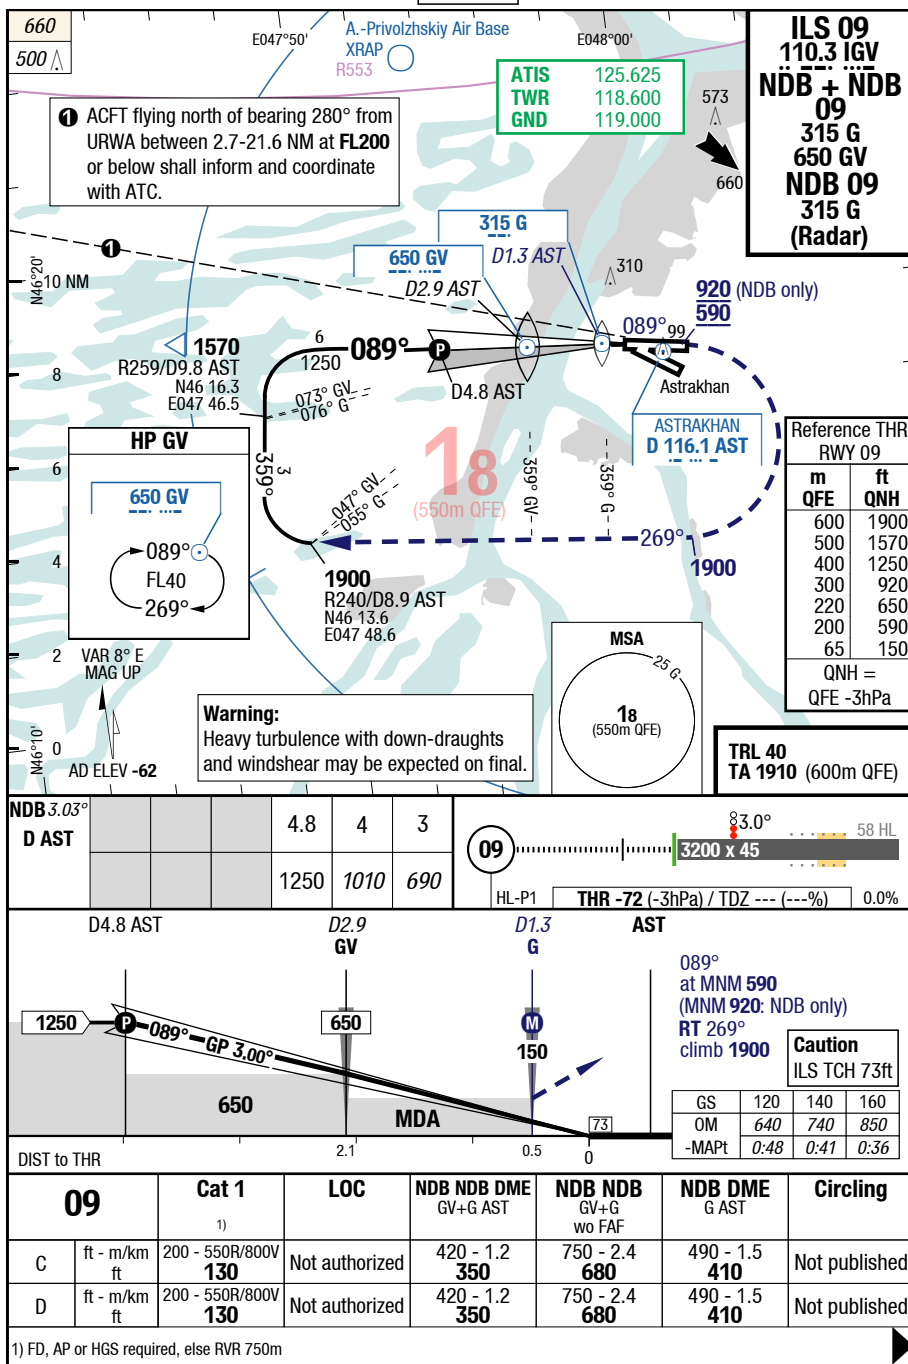 660
500
E047°50'
A.-Privolzhskiy Air Base
XRAP
R553
E048°00'
ATIS 125.625
TWR 118.600
GND 119.000
573
660
ILS 09
110.3 IGV
NDB + NDB
09
315 G
650 GV
NDB 09
315 G
(Radar)
1 ACFT flying north of bearing 280° from
URWA between 2.7-21.6 NM at FL200
or below shall inform and coordinate
with ATC.
1
315 G
650 GV
D1.3 AST
D2.9 AST
310
920 (NDB only)
590
N46°20'
10 NM
8
6
4
2
0
N46°10'
1570
R259/D9.8 AST
N46 16.3
E047 46.5
6
1250
089°
P
D4.8 AST
089°
99
Astrakhan
073° GV
076° G
ASTRAKHAN
D 116.1 AST
HP GV
650 GV
089°
FL40
269°
359°
3
047° GV
055° G
18
(550m QFE)
359° GV
359° G
269°
1900
1900
R240/D8.9 AST
N46 13.6
E047 48.6
Reference THR
RWY 09
m ft
QFE QNH
600 1900
500 1570
400 1250
300 920
220 650
200 590
65 150
QNH =
QFE -3hPa
VAR 8° E
MAG UP
AD ELEV -62
MSA
25 G
18
(550m QFE)
Warning:
Heavy turbulence with down-draughts
and windshear may be expected on final.
TRL 40
TA 1910 (600m QFE)
NDB 3.03°
D AST
4.8 4 3
1250 1010 690
09
3.0°
58 HL
3200 x 45
HL-P1
THR -72 (-3hPa) / TDZ --- (---%)
0.0%
D4.8 AST
D2.9
GV
D1.3
G
AST
1250
P
089° GP 3.00°
650
M
150
650
MDA
73
089°
at MNM 590
(MNM 920: NDB only)
RT 269°
climb 1900
Caution
ILS TCH 73ft
GS 120 140 160
OM 640 740 850
-MAPt 0:48 0:41 0:36
DIST to THR
2.1
0.5
0
09
Cat 1
1)
LOC
NDB NDB DME
GV+G AST
NDB NDB
GV+G
wo FAF
NDB DME
G AST
Circling
C
ft - m/km
ft
200 - 550R/800V
130
Not authorized
420 - 1.2
350
750 - 2.4
680
490 - 1.5
410
Not published
D
ft - m/km
ft
200 - 550R/800V
130
Not authorized
420 - 1.2
350
750 - 2.4
680
490 - 1.5
410
Not published
1) FD, AP or HGS required, else RVR 750m